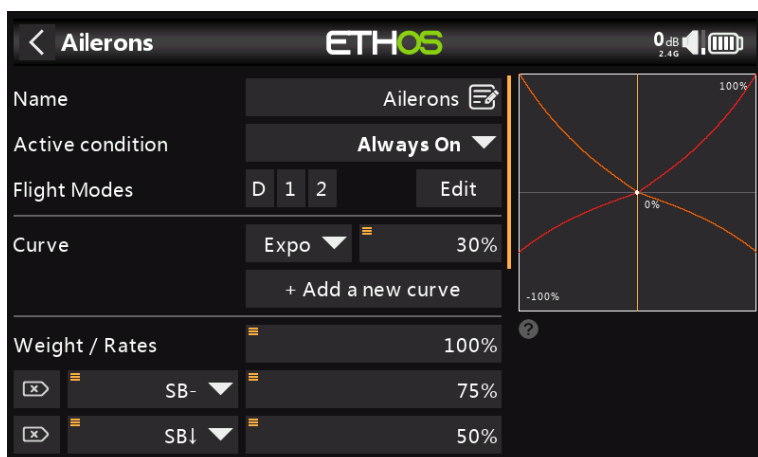 Ailerons ETHOS 0dB 2.4G
Name Ailerons
Active condition Always On
Flight Modes D 1 2 Edit
Curve Expo 30%
+ Add a new curve
Weight / Rates 100%
SB- 75%
SB↓ 50%
100%
0%
-100%
?